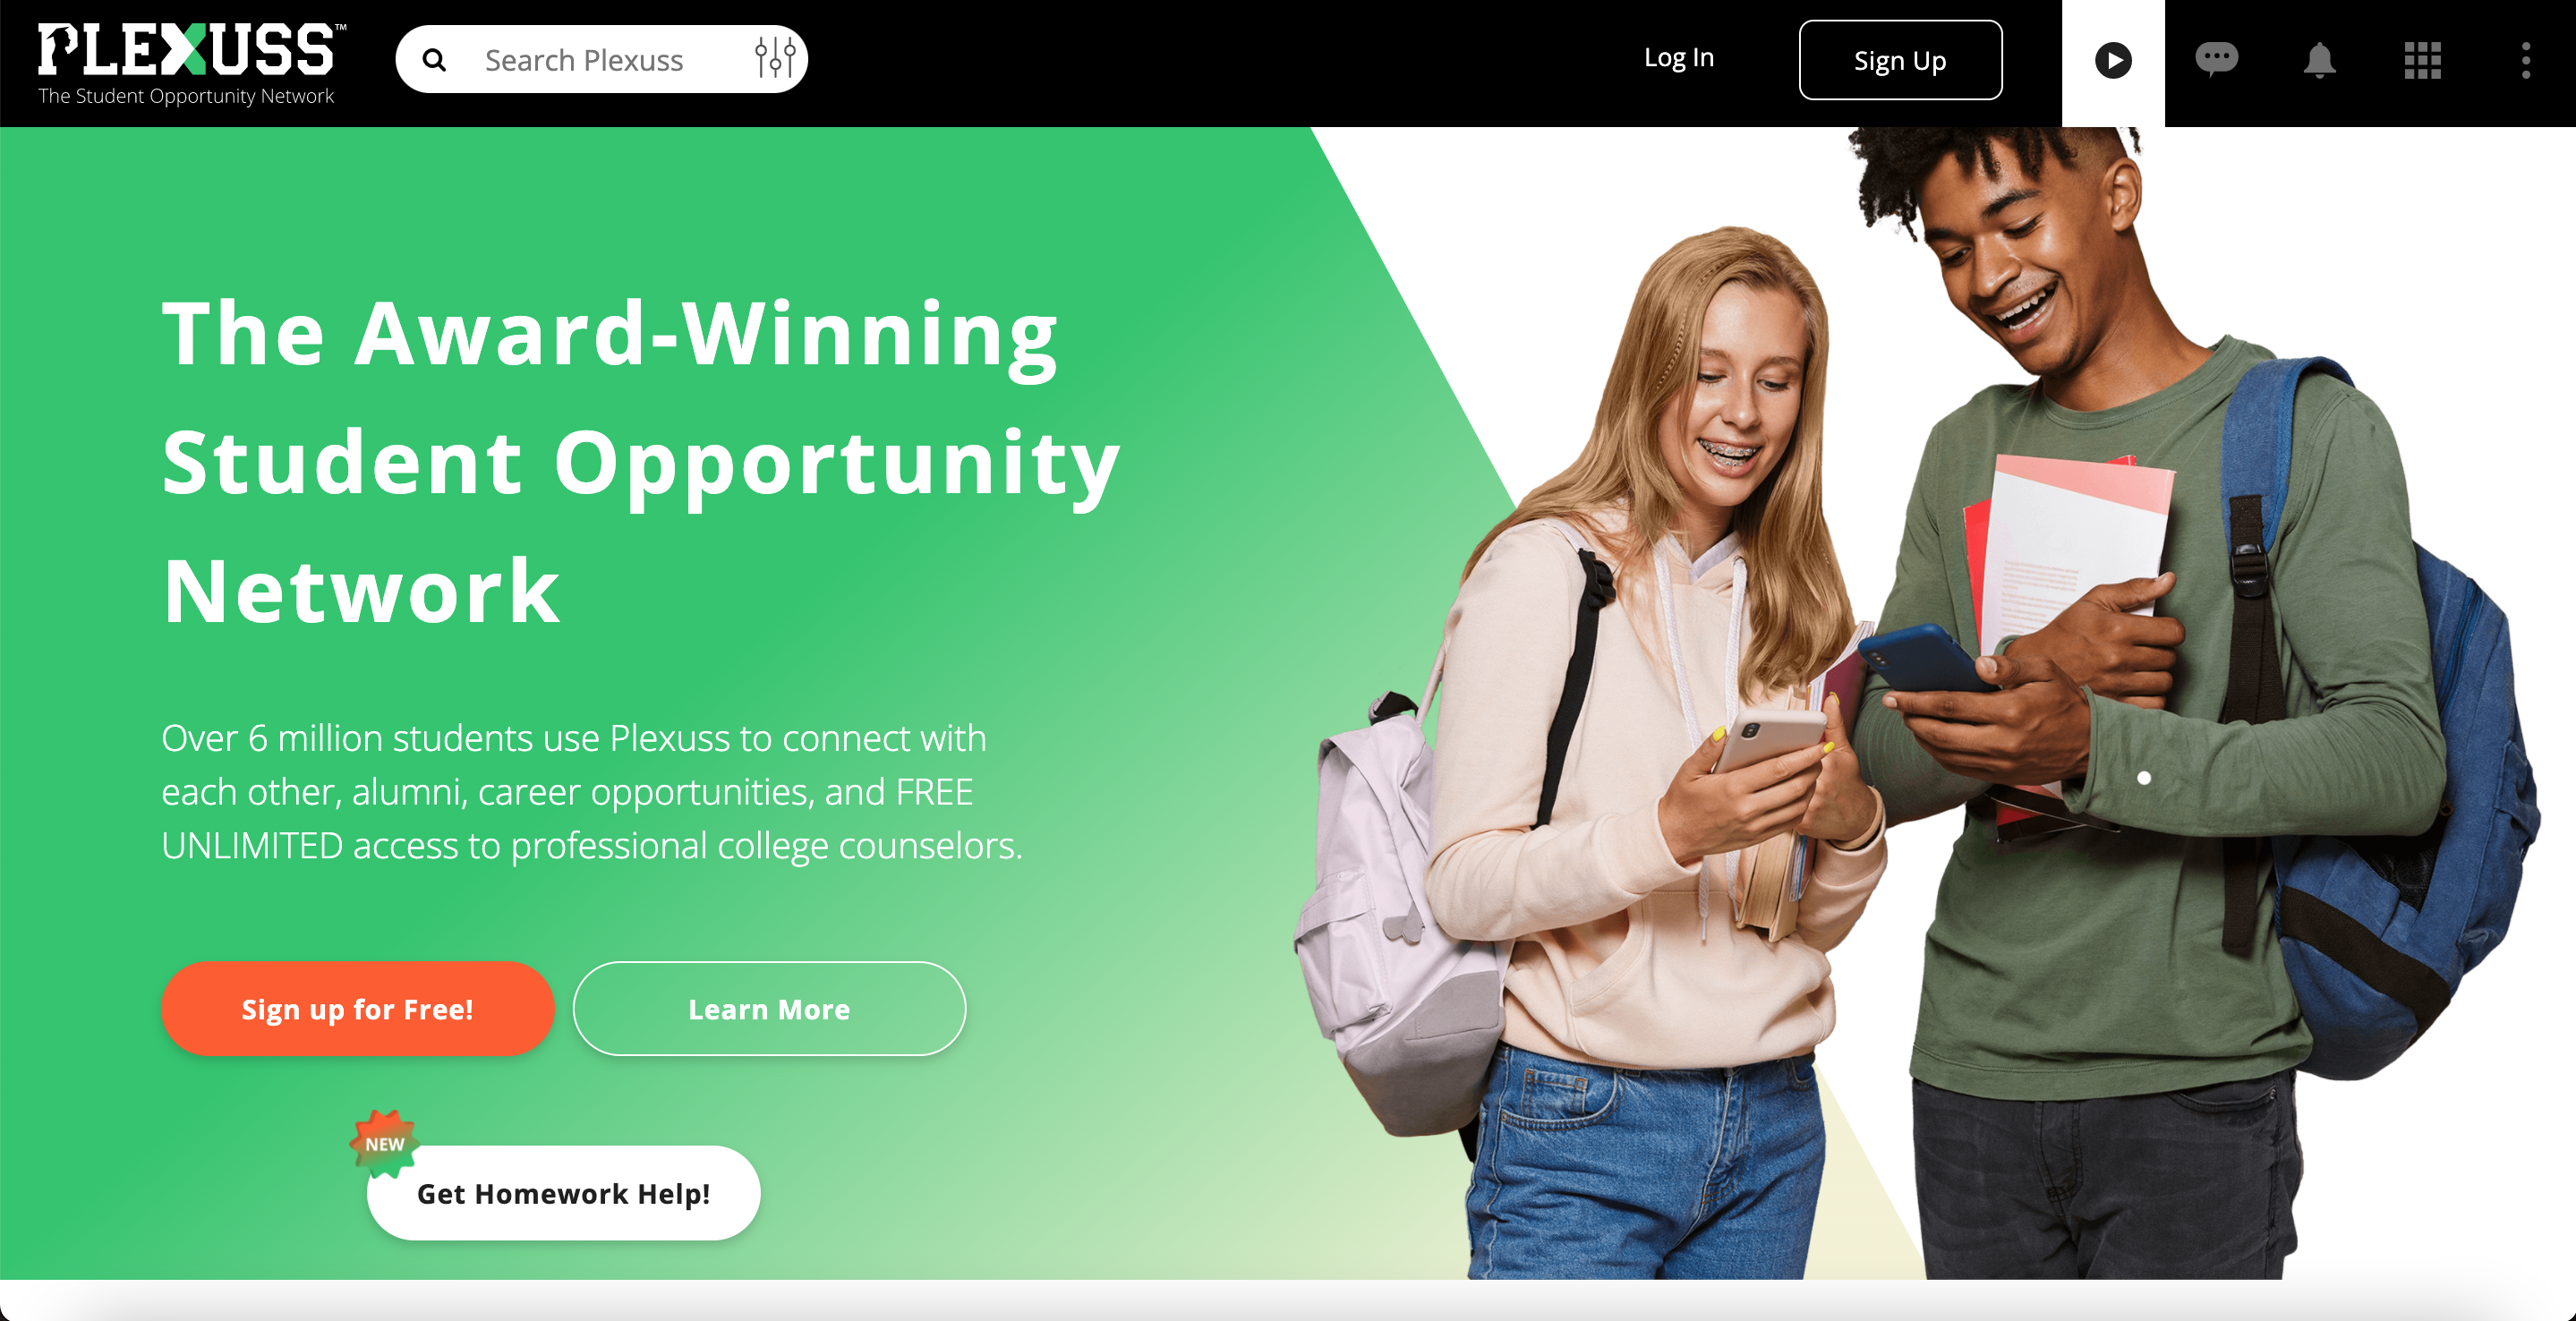 PLEXUSS™
The Student Opportunity Network
Search Plexuss
Log In
Sign Up
The Award-Winning
Student Opportunity
Network
Over 6 million students use Plexuss to connect with
each other, alumni, career opportunities, and FREE
UNLIMITED access to professional college counselors.
Sign up for Free!
Learn More
NEW
Get Homework Help!